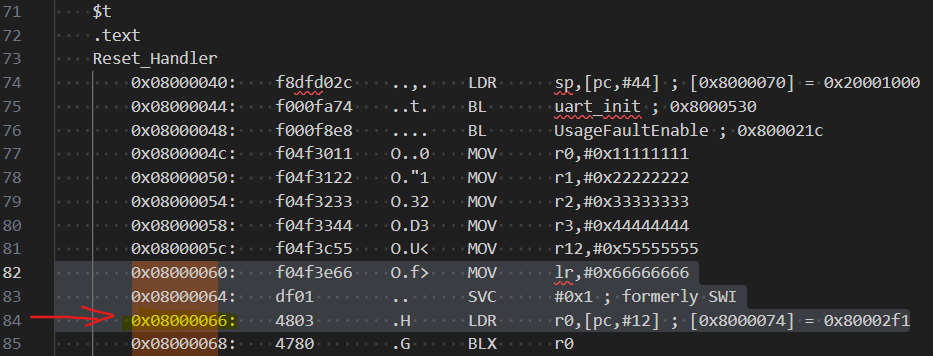 71 $t
72 .text
73 Reset_Handler
74 0x08000040: f8dfd02c ..,. LDR sp,[pc,#44] ; [0x8000070] = 0x20001000
75 0x08000044: f000fa74 ..t. BL uart_init ; 0x8000530
76 0x08000048: f000f8e8 .... BL UsageFaultEnable ; 0x800021c
77 0x0800004c: f04f3011 O..0 MOV r0,#0x11111111
78 0x08000050: f04f3122 O."1 MOV r1,#0x22222222
79 0x08000054: f04f3233 O.32 MOV r2,#0x33333333
80 0x08000058: f04f3344 O.D3 MOV r3,#0x44444444
81 0x0800005c: f04f3c55 O.U< MOV r12,#0x55555555
82 0x08000060: f04f3e66 O.f> MOV lr,#0x66666666
83 0x08000064: df01 .. SVC #0x1 ; formerly SWI
84 0x08000066: 4803 .H LDR r0,[pc,#12] ; [0x8000074] = 0x80002f1
85 0x08000068: 4780 .G BLX r0